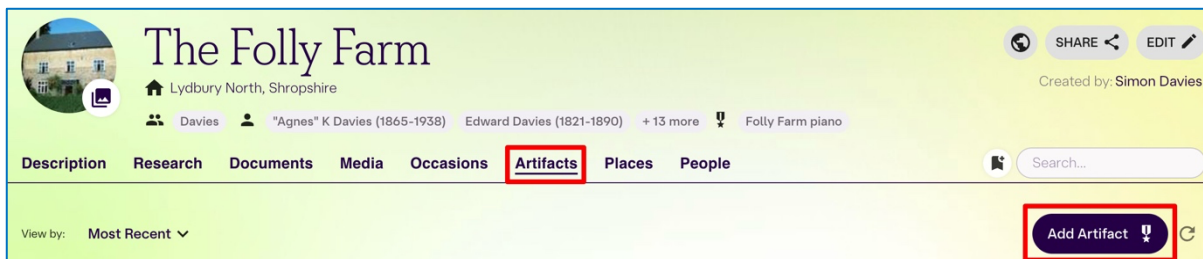 The Folly Farm
SHARE EDIT
Lydbury North, Shropshire
Created by: Simon Davies
Davies "Agnes" K Davies (1865-1938) Edward Davies (1821-1890) + 13 more Folly Farm piano
Description Research Documents Media Occasions Artifacts Places People Search...
View by: Most Recent Add Artifact